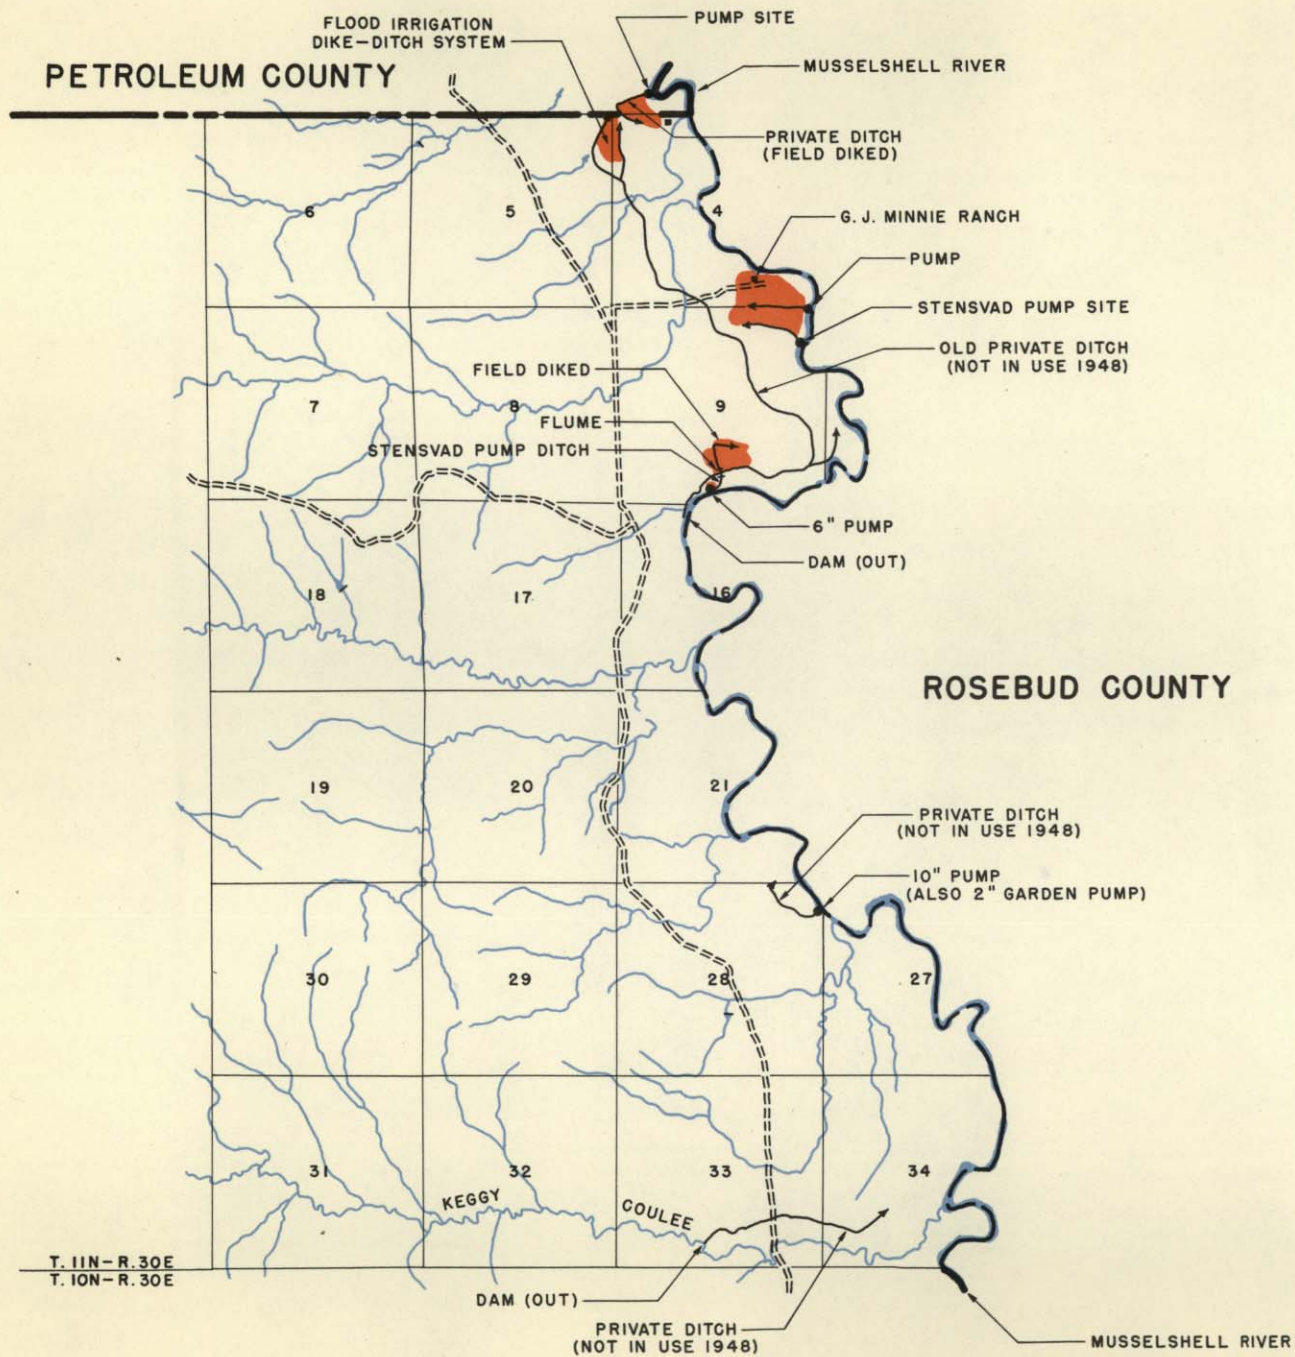 FLOOD IRRIGATION
DIKE-DITCH SYSTEM
PUMP SITE
PETROLEUM COUNTY
MUSSELSHELL RIVER
PRIVATE DITCH
(FIELD DIKED)
6
5
4
G. J. MINNIE RANCH
PUMP
STENSVAD PUMP SITE
OLD PRIVATE DITCH
(NOT IN USE 1948)
FIELD DIKED
7
8
9
FLUME
STENSVAD PUMP DITCH
6" PUMP
DAM (OUT)
18
17
16
ROSEBUD COUNTY
19
20
21
PRIVATE DITCH
(NOT IN USE 1948)
10" PUMP
(ALSO 2" GARDEN PUMP)
30
29
28
27
31
32
33
34
KEGGY
COULEE
T. 11N-R.30E
T. 10N-R.30E
DAM (OUT)
PRIVATE DITCH
(NOT IN USE 1948)
MUSSELSHELL RIVER